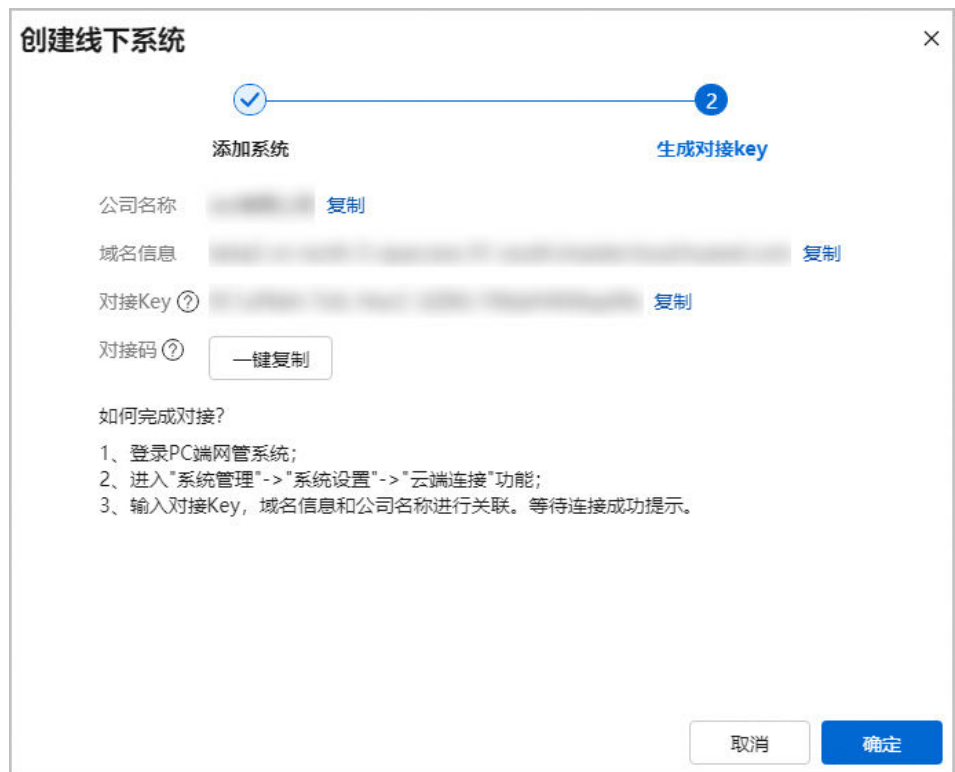 创建线下系统
2
添加系统 生成对接key
公司名称 复制
域名信息 复制
对接Key ? 复制
对接码 ? 一键复制
如何完成对接?
1、登录PC端网管系统;
2、进入"系统管理"->"系统设置"->"云端连接"功能;
3、输入对接Key，域名信息和公司名称进行关联。等待连接成功提示。
取消 确定